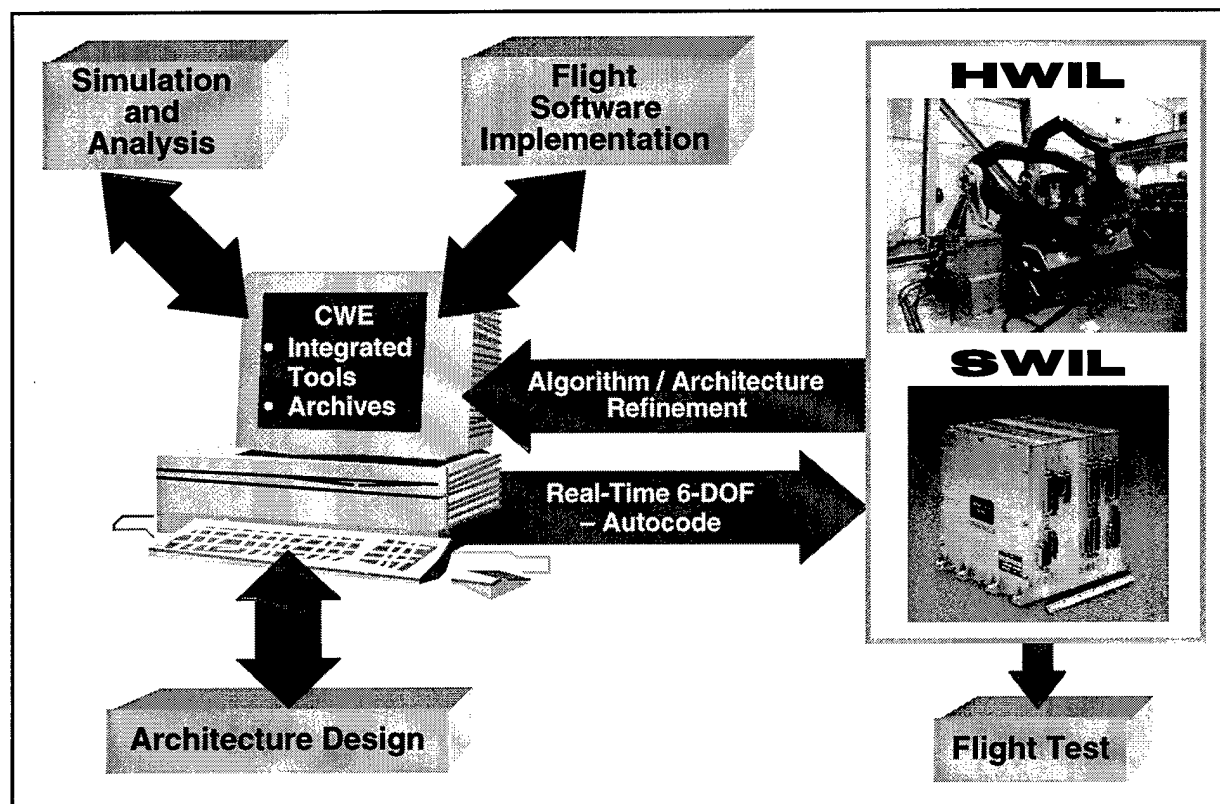 Simulation
and
Analysis
Flight
Software
Implementation
HWIL
CWE
• Integrated
Tools
• Archives
Algorithm / Architecture
Refinement
SWIL
Real-Time 6-DOF
– Autocode
Architecture Design
Flight Test